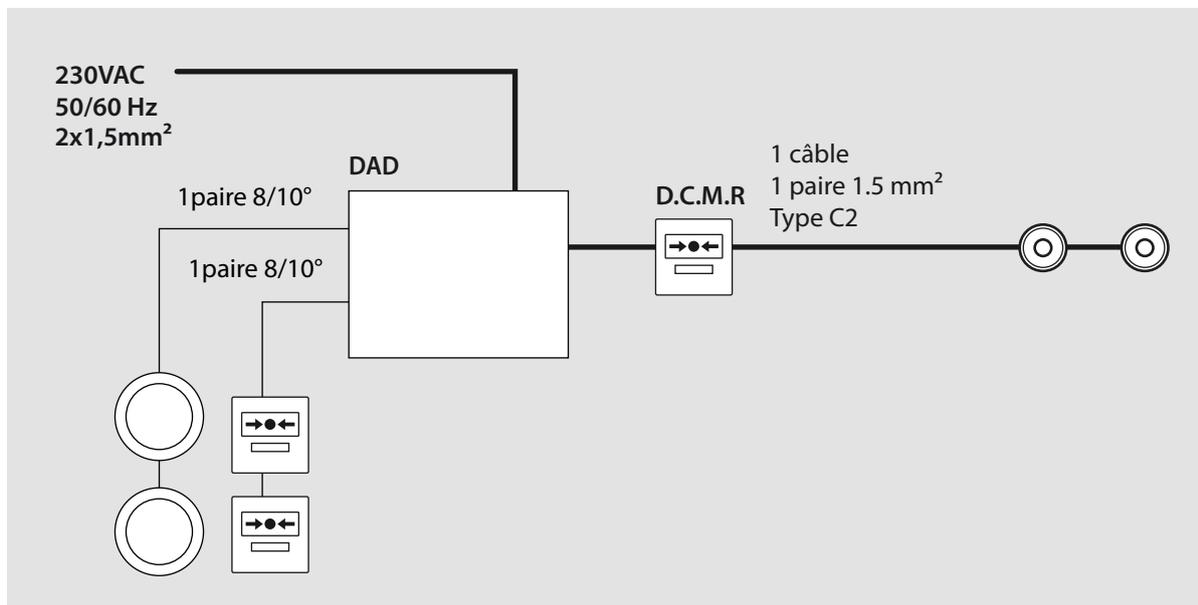 230VAC
50/60 Hz
2x1,5mm²
DAD
1paire 8/10°
1paire 8/10°
D.C.M.R
1 câble
1 paire 1.5 mm²
Type C2